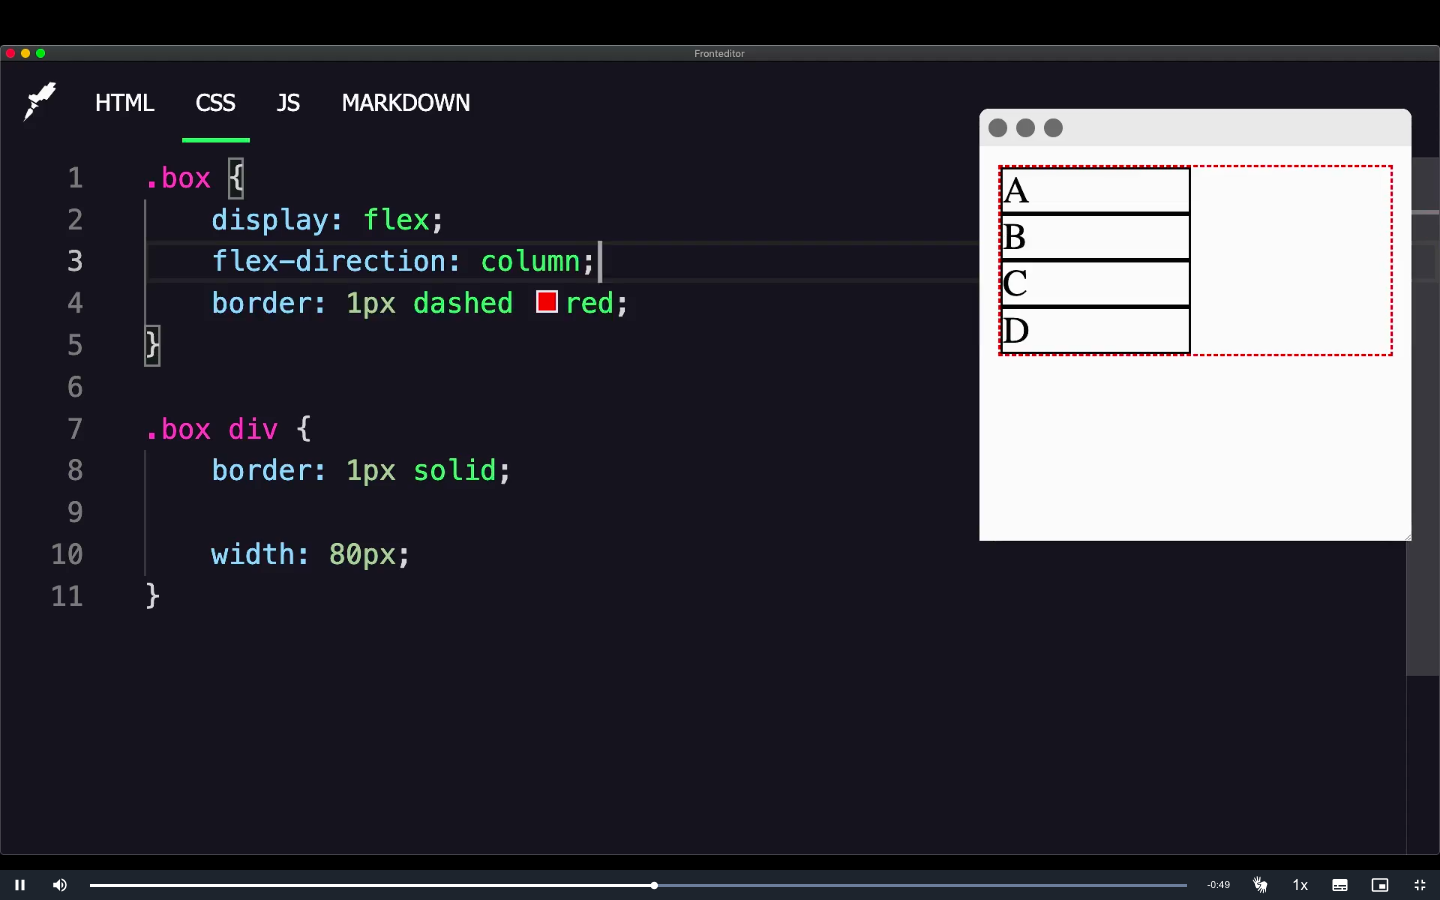 Fronteditor
HTML CSS JS MARKDOWN
1 .box {
2 display: flex;
3 flex-direction: column;
4 border: 1px dashed red;
5 }
6
7 .box div {
8 border: 1px solid;
9
10 width: 80px;
11 }
A
B
C
D
-0:49
1x